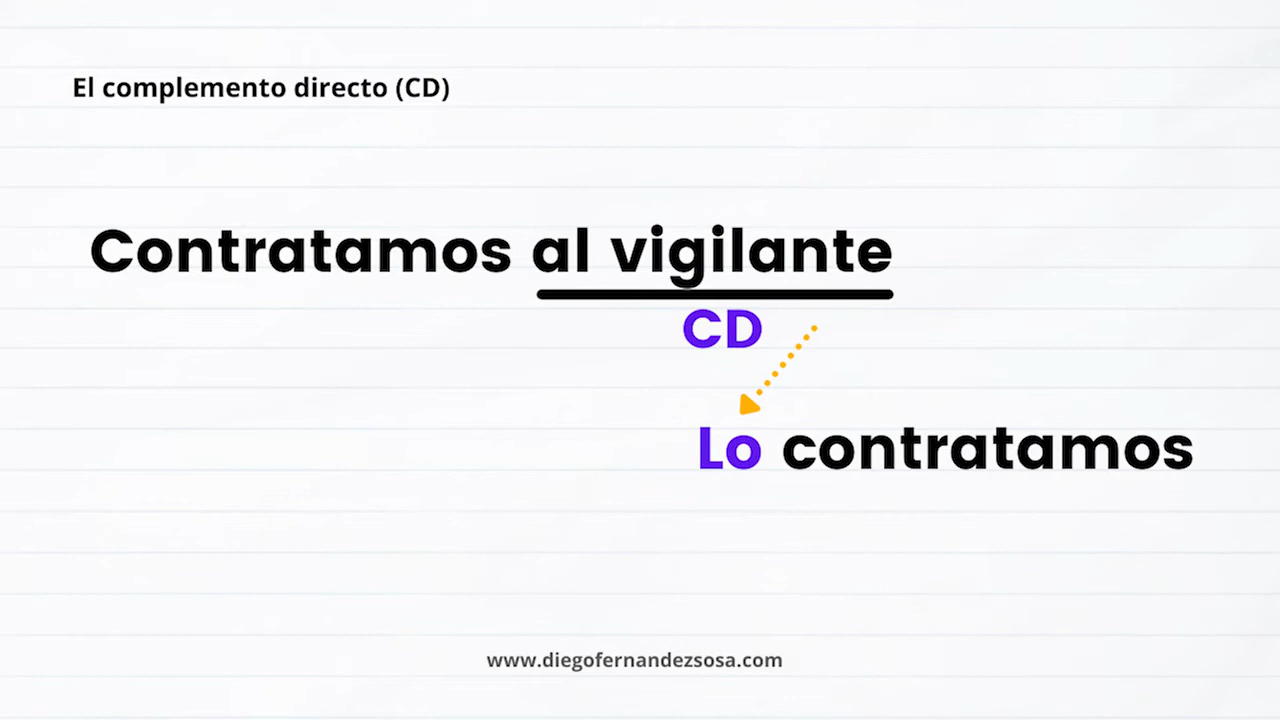 El complemento directo (CD)
Contratamos al vigilante
CD
Lo contratamos
www.diegofernandezsosa.com